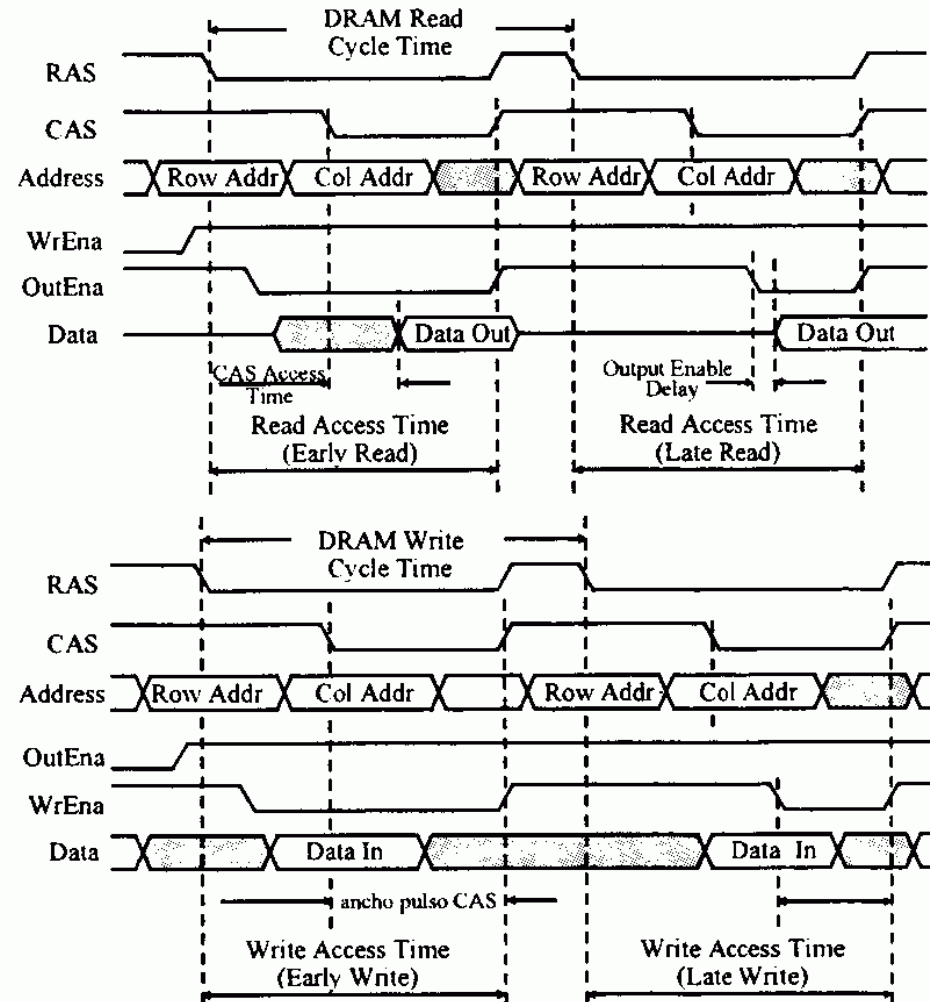 DRAM Read
Cycle Time
RAS
CAS
Address Row Addr Col Addr Row Addr Col Addr
WrEna
OutEna
Data Data Out Data Out
CAS Access
Time
Output Enable
Delay
Read Access Time
(Early Read)
Read Access Time
(Late Read)
DRAM Write
Cycle Time
RAS
CAS
Address Row Addr Col Addr Row Addr Col Addr
OutEna
WrEna
Data Data In Data In
ancho pulso CAS
Write Access Time
(Early Write)
Write Access Time
(Late Write)